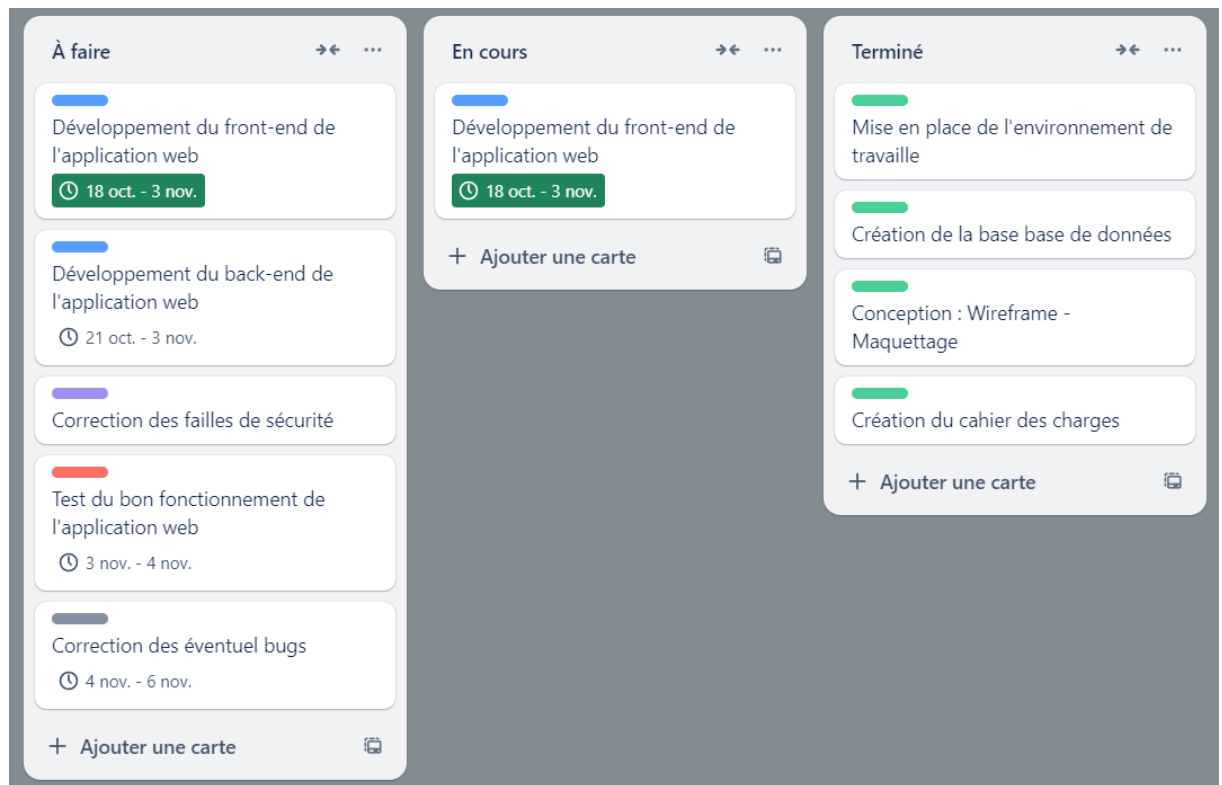 À faire
Développement du front-end de
l'application web
18 oct. - 3 nov.
Développement du back-end de
l'application web
21 oct. - 3 nov.
Correction des failles de sécurité
Test du bon fonctionnement de
l'application web
3 nov. - 4 nov.
Correction des éventuel bugs
4 nov. - 6 nov.
+ Ajouter une carte
En cours
Développement du front-end de
l'application web
18 oct. - 3 nov.
+ Ajouter une carte
Terminé
Mise en place de l'environnement de
travaille
Création de la base base de données
Conception : Wireframe -
Maquettage
Création du cahier des charges
+ Ajouter une carte